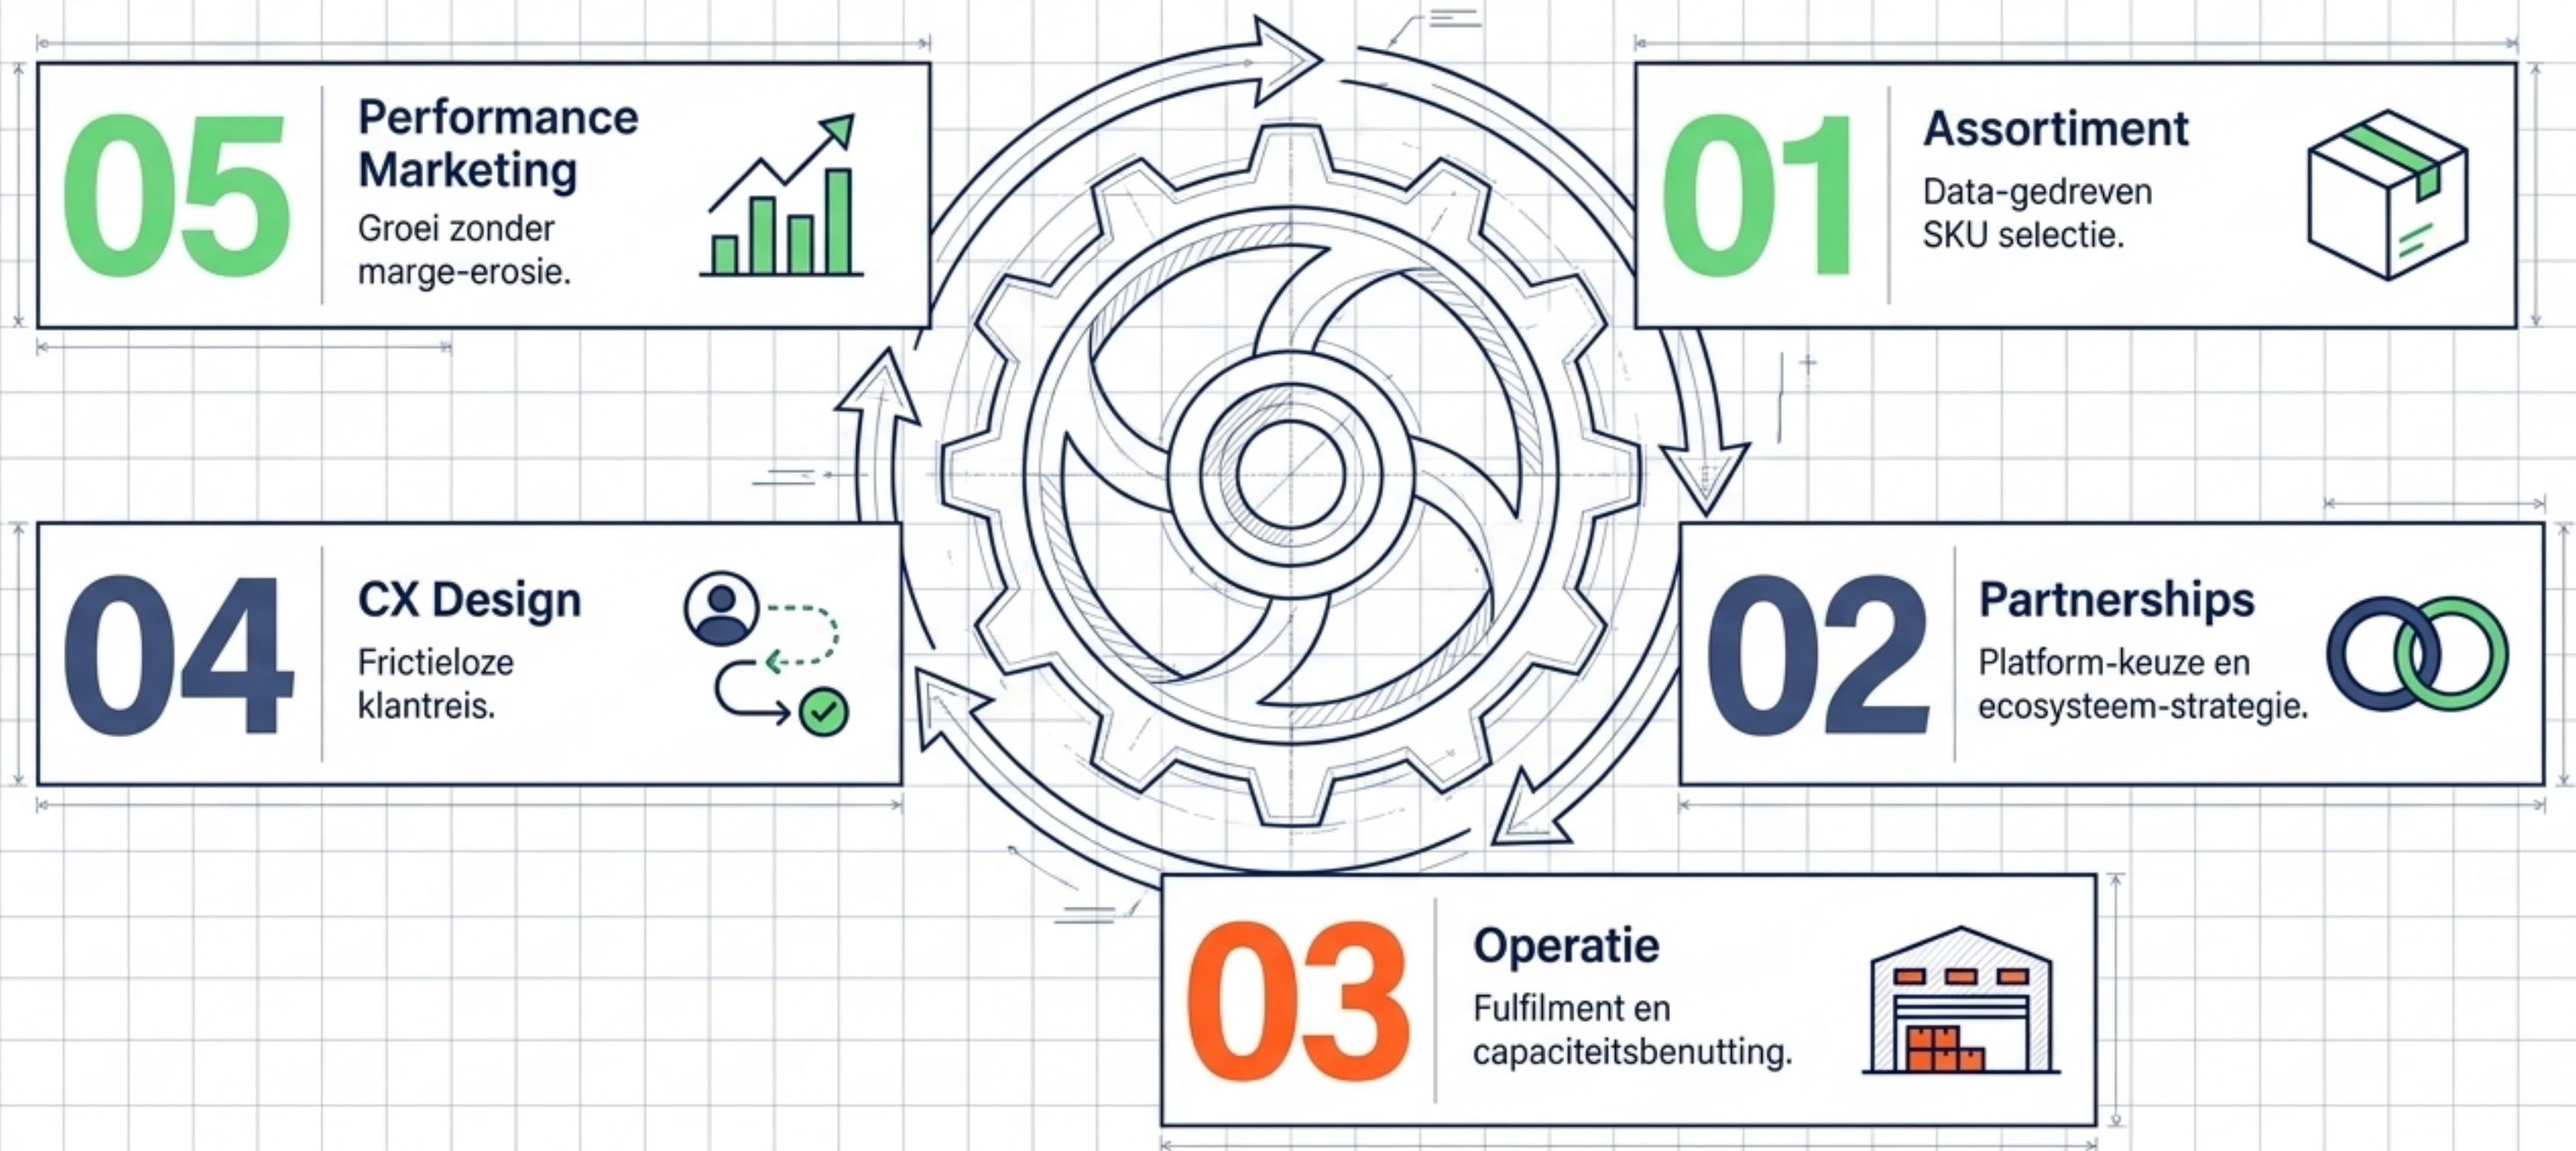 05
Performance
Marketing
Groei zonder
marge-erosie.
01
Assortiment
Data-gedreven
SKU selectie.
04
CX Design
Frictieloze
klantreis.
02
Partnerships
Platform-keuze en
ecosysteem-strategie.
03
Operatie
Fulfilment en
capaciteitsbenutting.